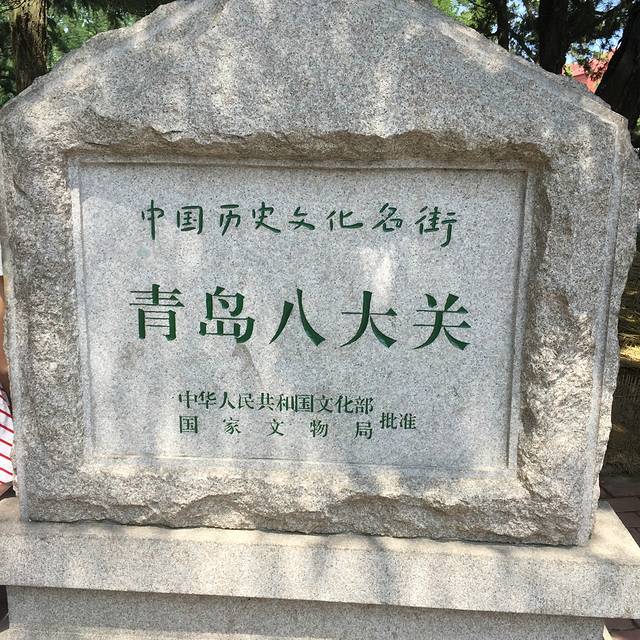 中国历史文化名街
青岛八大关
中华人民共和国文化部
国家文物局 批准